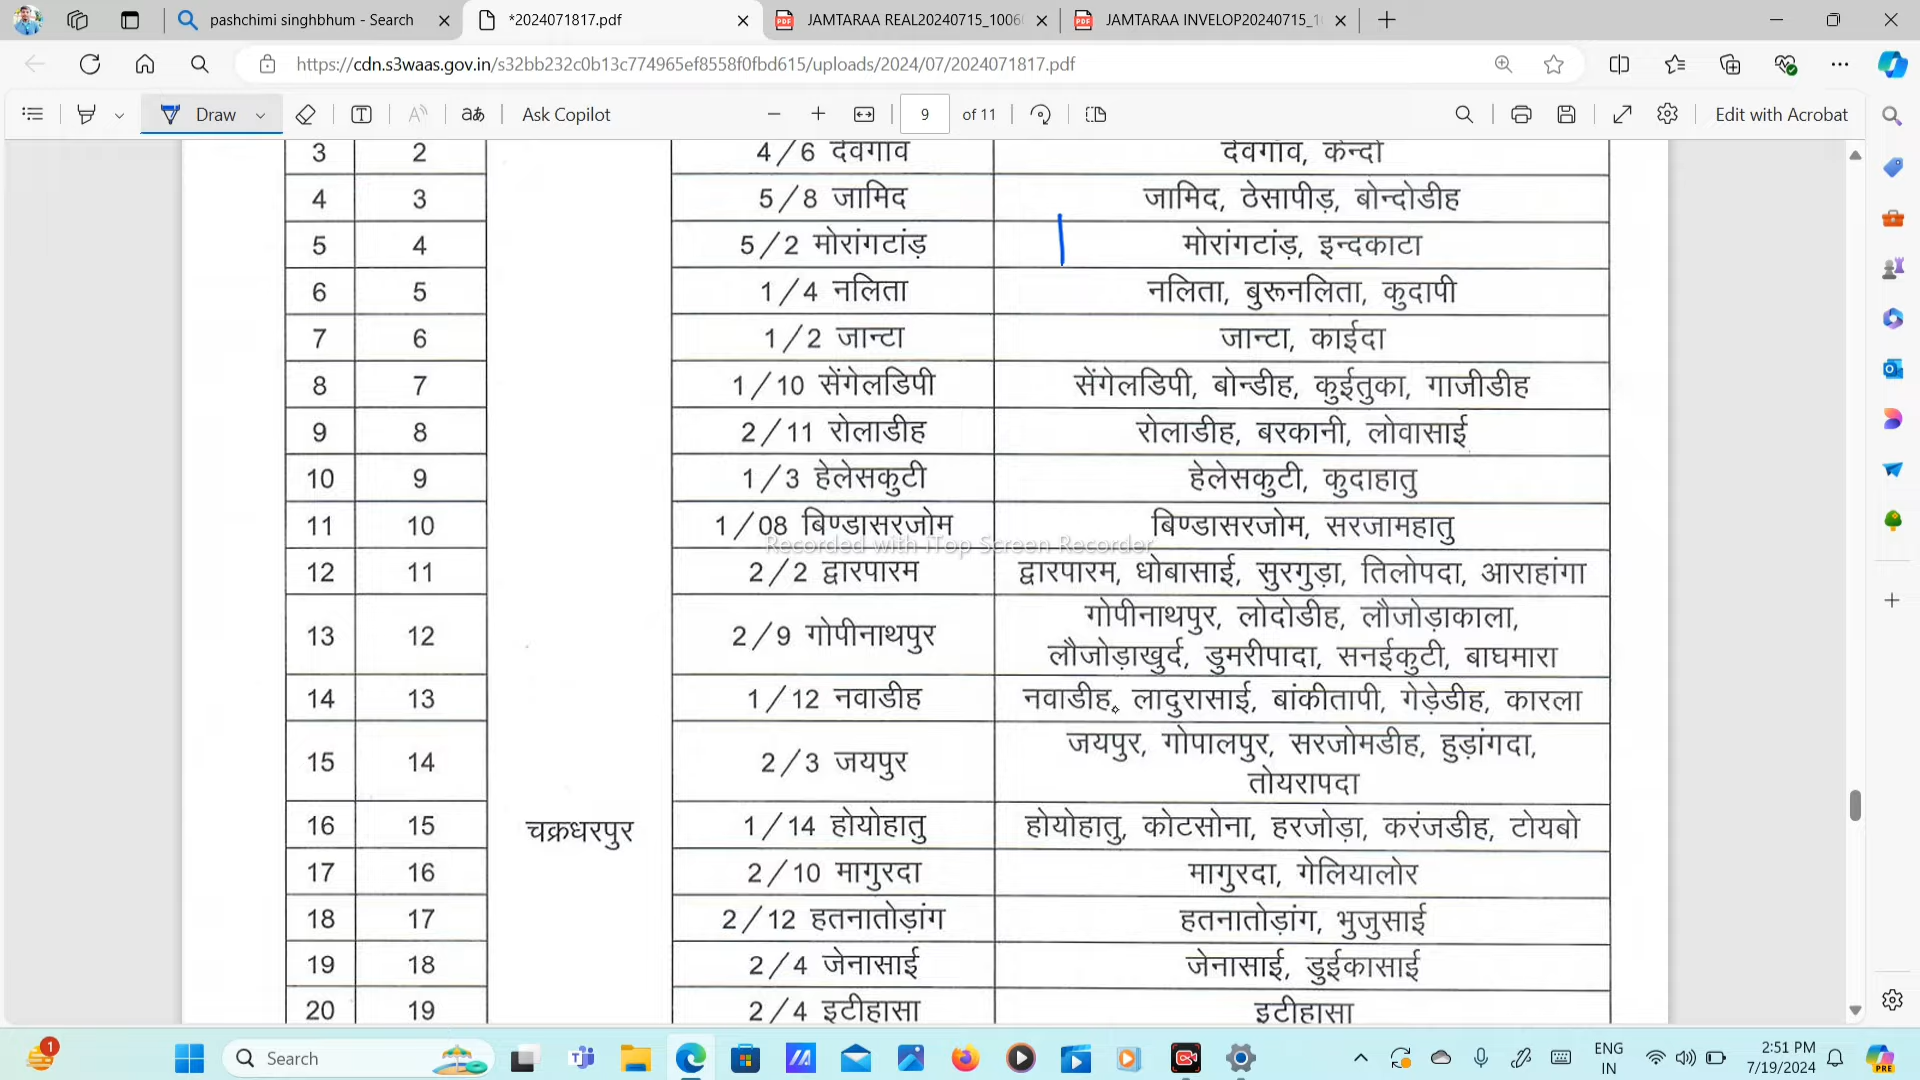 pashchimi singhbhum - Search
*2024071817.pdf
JAMTARAA REAL20240715_1006
JAMTARAA INVELOP20240715_1
https://cdn.s3waas.gov.in/s32bb232c0b13c774965ef8558f0fbd615/uploads/2024/07/2024071817.pdf
Draw
aあ
Ask Copilot
9 of 11
Edit with Acrobat
3 2 4/6 देवगांव देवगांव, केन्दो
4 3 5/8 जामिद जामिद, ठेसापीड़, बोन्दोडीह
5 4 5/2 मोरांगटांड़ मोरांगटांड़, इन्दकाटा
6 5 1/4 नलिता नलिता, बुरूनलिता, कुदापी
7 6 1/2 जान्टा जान्टा, काईदा
8 7 1/10 सेंगेलडिपी सेंगेलडिपी, बोन्डीह, कुईतुका, गाजीडीह
9 8 2/11 रोलाडीह रोलाडीह, बरकानी, लोवासाई
10 9 1/3 हेलेसकुटी हेलेसकुटी, कुदाहातु
11 10 1/08 बिण्डासरजोम बिण्डासरजोम, सरजामहातु
Recorded with iTop Screen Recorder
12 11 2/2 द्वारपारम द्वारपारम, धोबासाई, सुरगुड़ा, तिलोपदा, आराहांगा
13 12 2/9 गोपीनाथपुर गोपीनाथपुर, लोदोडीह, लौजोड़ाकाला,
लौजोड़ाखुर्द, डुमरीपादा, सनईकुटी, बाघमारा
14 13 1/12 नवाडीह नवाडीह, लादुरासाई, बांकीतापी, गेड़ेडीह, कारला
15 14 2/3 जयपुर जयपुर, गोपालपुर, सरजोमडीह, हुड़ांगदा,
तोयरापदा
16 15 चक्रधरपुर 1/14 होयोहातु होयोहातु, कोटसोना, हरजोड़ा, करंजडीह, टोयबो
17 16 2/10 मागुरदा मागुरदा, गेलियालोर
18 17 2/12 हतनातोड़ांग हतनातोड़ांग, भुजुसाई
19 18 2/4 जेनासाई जेनासाई, डुईकासाई
20 19 2/4 इटीहासा इटीहासा
1
Search
ENG
IN
2:51 PM
7/19/2024
PRE